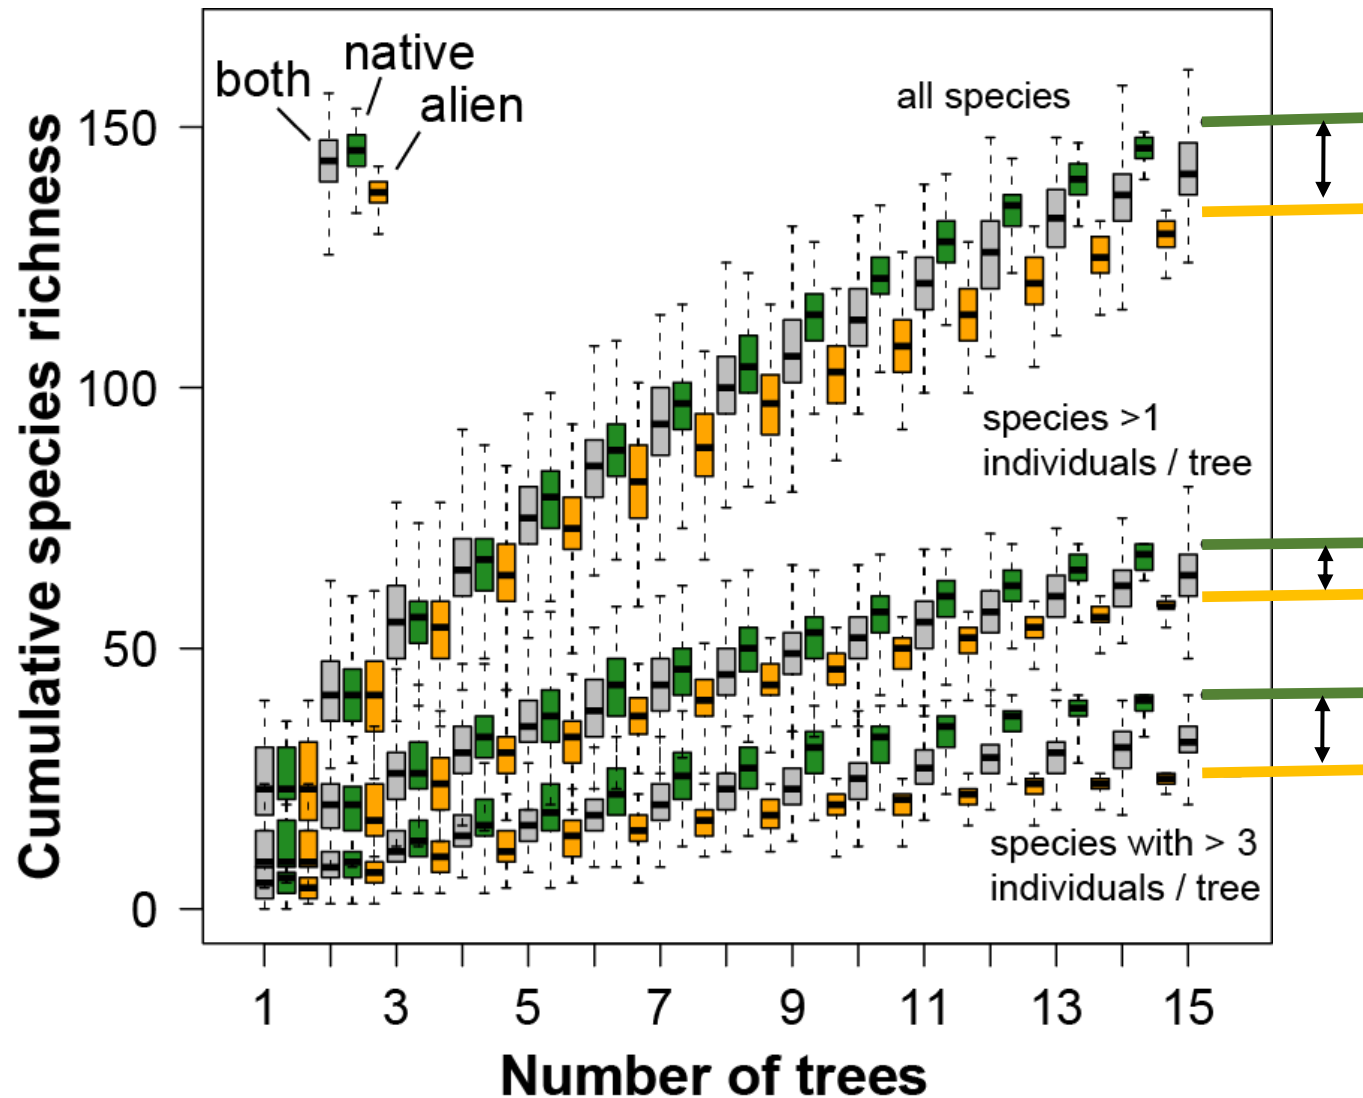 both
native
alien
all species
species >1
individuals / tree
species with > 3
individuals / tree
Cumulative species richness
150
100
50
0
1 3 5 7 9 11 13 15
Number of trees